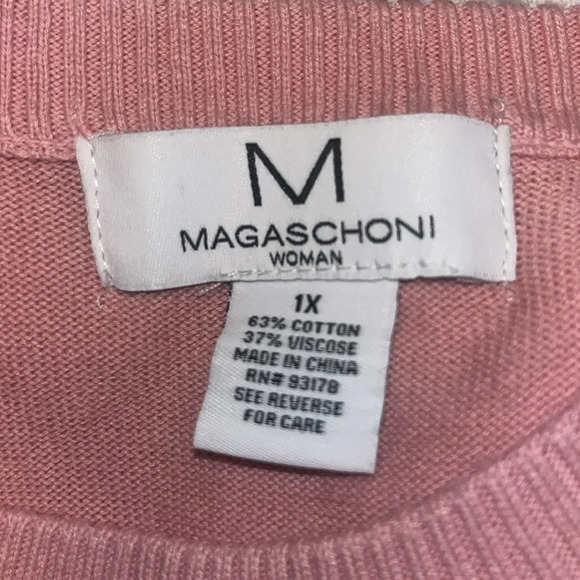 M
MAGASCHONI
WOMAN
1X
63% COTTON
37% VISCOSE
MADE IN CHINA
RN# 93178
SEE REVERSE
FOR CARE